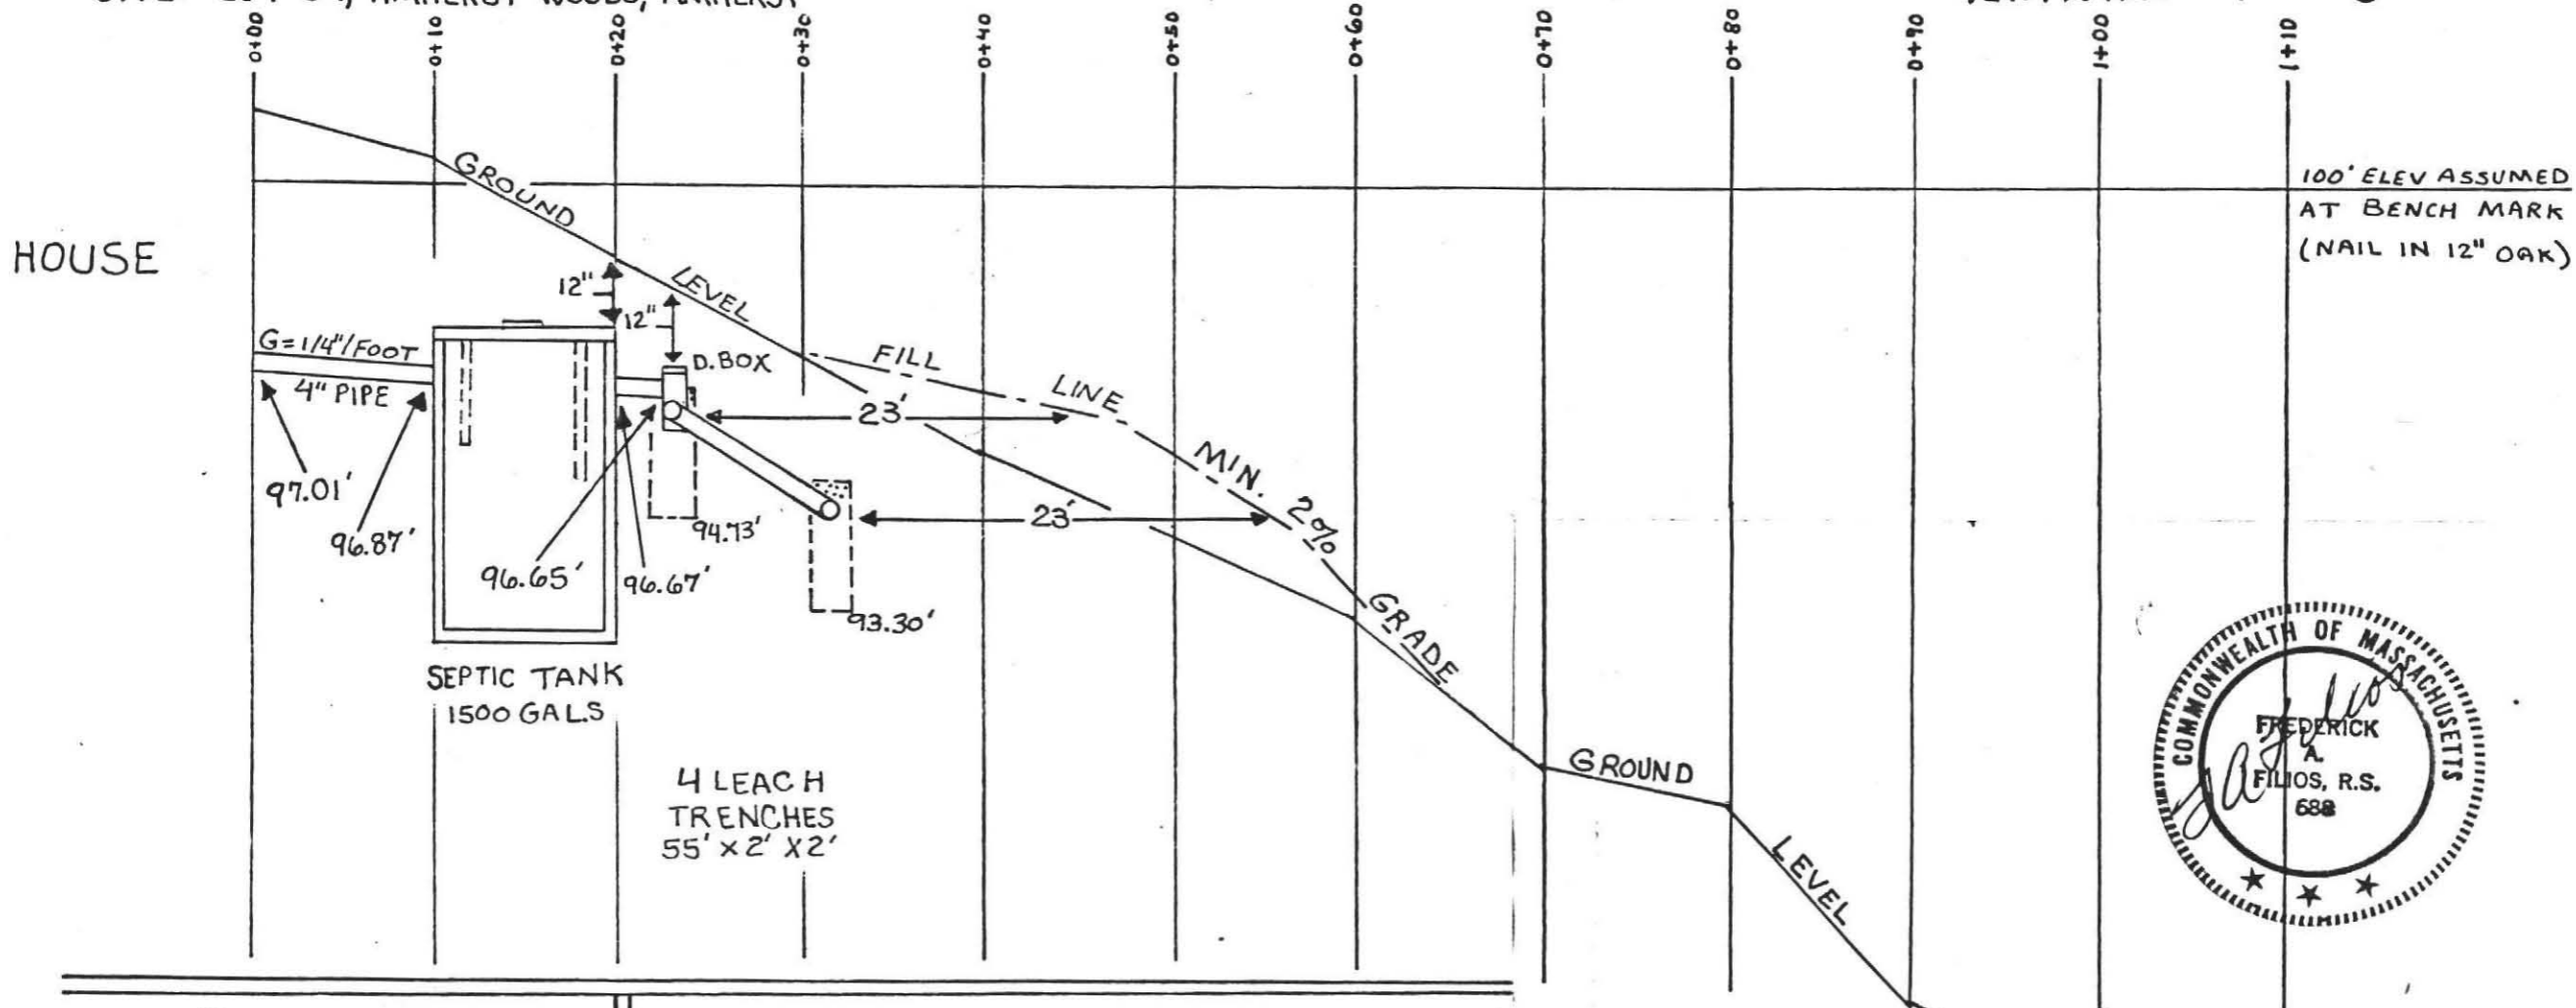 AMHERST WOODS, AMHERST
0+00
0+10
0+20
0+30
0+40
0+50
0+60
0+70
0+80
0+90
1+00
1+10
100' ELEV ASSUMED
AT BENCH MARK
(NAIL IN 12" OAK)
HOUSE
GROUND
LEVEL
12"
12"
G=1/4"/FOOT
4" PIPE
D.BOX
FILL
LINE
MIN. 2%
GRADE
23'
23'
97.01'
96.87'
96.65'
96.67'
94.73'
93.30'
SEPTIC TANK
1500 GALS
4 LEACH
TRENCHES
55' X 2' X 2'
GROUND
LEVEL
COMMONWEALTH OF MASSACHUSETTS
FREDERICK
A.
FILIOS, R.S.